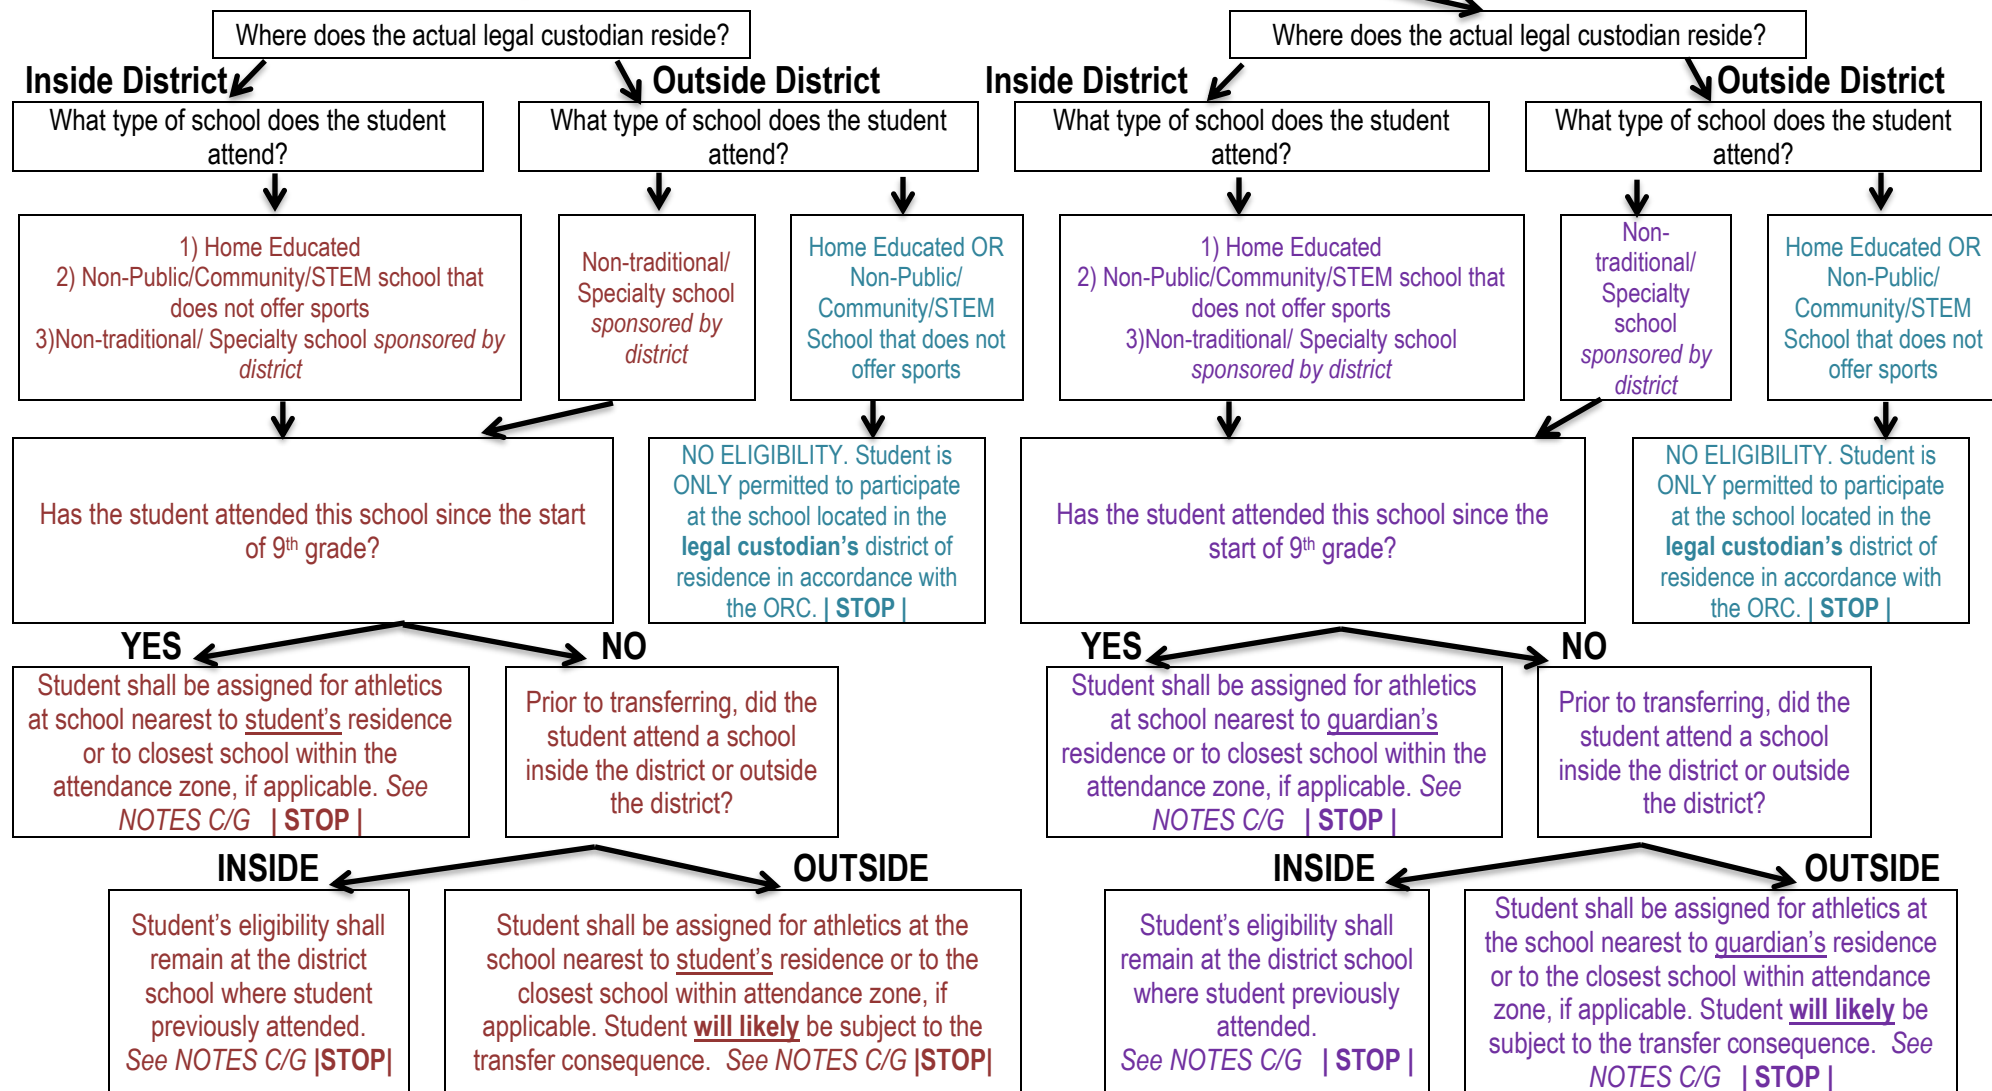 Where does the actual legal custodian reside?
Inside District
Outside District
What type of school does the student
attend?
What type of school does the student
attend?
1) Home Educated
2) Non-Public/Community/STEM school that
does not offer sports
3)Non-traditional/ Specialty school sponsored by
district
Non-traditional/
Specialty school
sponsored by
district
Home Educated OR
Non-Public/
Community/STEM
School that does not
offer sports
Has the student attended this school since the start
of 9th grade?
NO ELIGIBILITY. Student is
ONLY permitted to participate
at the school located in the
legal custodian's district of
residence in accordance with
the ORC. | STOP |
YES
NO
Student shall be assigned for athletics
at school nearest to student's residence
or to closest school within the
attendance zone, if applicable. See
NOTES C/G | STOP |
Prior to transferring, did the
student attend a school
inside the district or outside
the district?
INSIDE
OUTSIDE
Student's eligibility shall
remain at the district
school where student
previously attended.
See NOTES C/G |STOP|
Student shall be assigned for athletics at the
school nearest to student's residence or to the
closest school within attendance zone, if
applicable. Student will likely be subject to the
transfer consequence. See NOTES C/G |STOP|
Where does the actual legal custodian reside?
Inside District
Outside District
What type of school does the student
attend?
What type of school does the student
attend?
1) Home Educated
2) Non-Public/Community/STEM school that
does not offer sports
3)Non-traditional/ Specialty school
sponsored by district
Non-
traditional/
Specialty
school
sponsored by
district
Home Educated OR
Non-Public/
Community/STEM
School that does not
offer sports
Has the student attended this school since the
start of 9th grade?
NO ELIGIBILITY. Student is
ONLY permitted to participate
at the school located in the
legal custodian's district of
residence in accordance with
the ORC. | STOP |
YES
NO
Student shall be assigned for athletics
at school nearest to guardian's
residence or to closest school within the
attendance zone, if applicable. See
NOTES C/G | STOP |
Prior to transferring, did the
student attend a school
inside the district or outside
the district?
INSIDE
OUTSIDE
Student's eligibility shall
remain at the district school
where student previously
attended.
See NOTES C/G | STOP |
Student shall be assigned for athletics at
the school nearest to guardian's residence
or to the closest school within attendance
zone, if applicable. Student will likely be
subject to the transfer consequence. See
NOTES C/G | STOP |